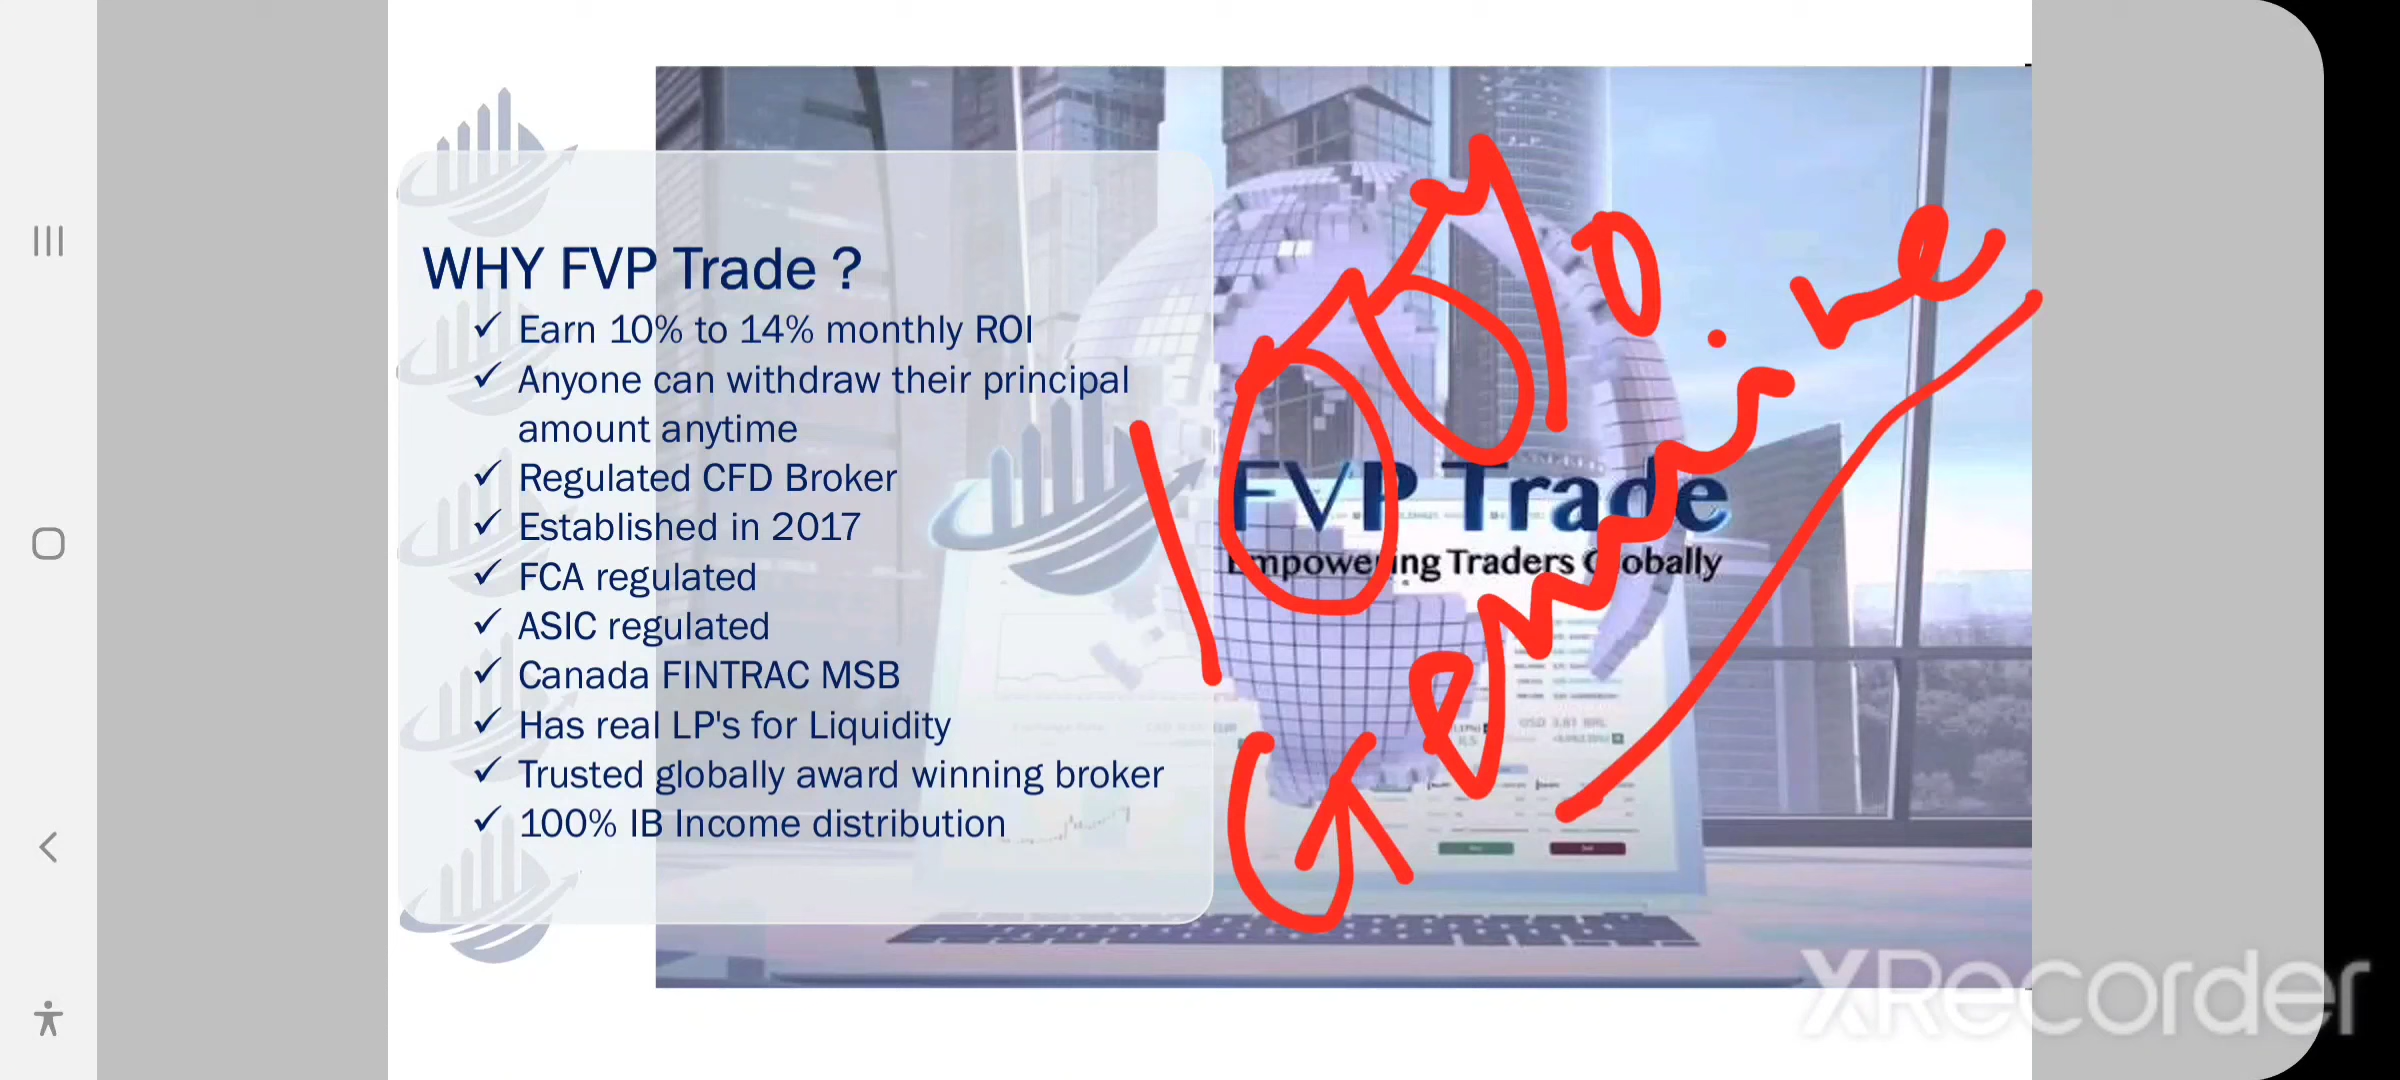 WHY FVP Trade ?
✓ Earn 10% to 14% monthly ROI
✓ Anyone can withdraw their principal
amount anytime
✓ Regulated CFD Broker
✓ Established in 2017
✓ FCA regulated
✓ ASIC regulated
✓ Canada FINTRAC MSB
✓ Has real LP's for Liquidity
✓ Trusted globally award winning broker
✓ 100% IB Income distribution
100%
Genuine
FVP Trade
Empowering Traders Globally
XRecorder